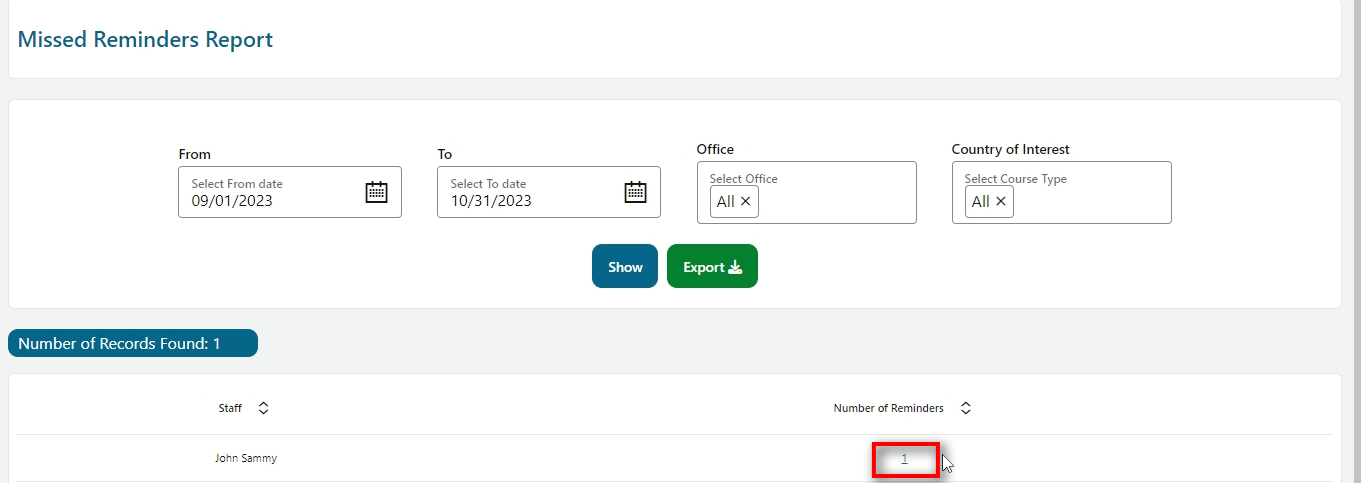 Missed Reminders Report
From
To
Office
Country of Interest
Select From date
09/01/2023
Select To date
10/31/2023
Select Office
All ×
Select Course Type
All ×
Show
Export
Number of Records Found: 1
Staff
Number of Reminders
John Sammy
1